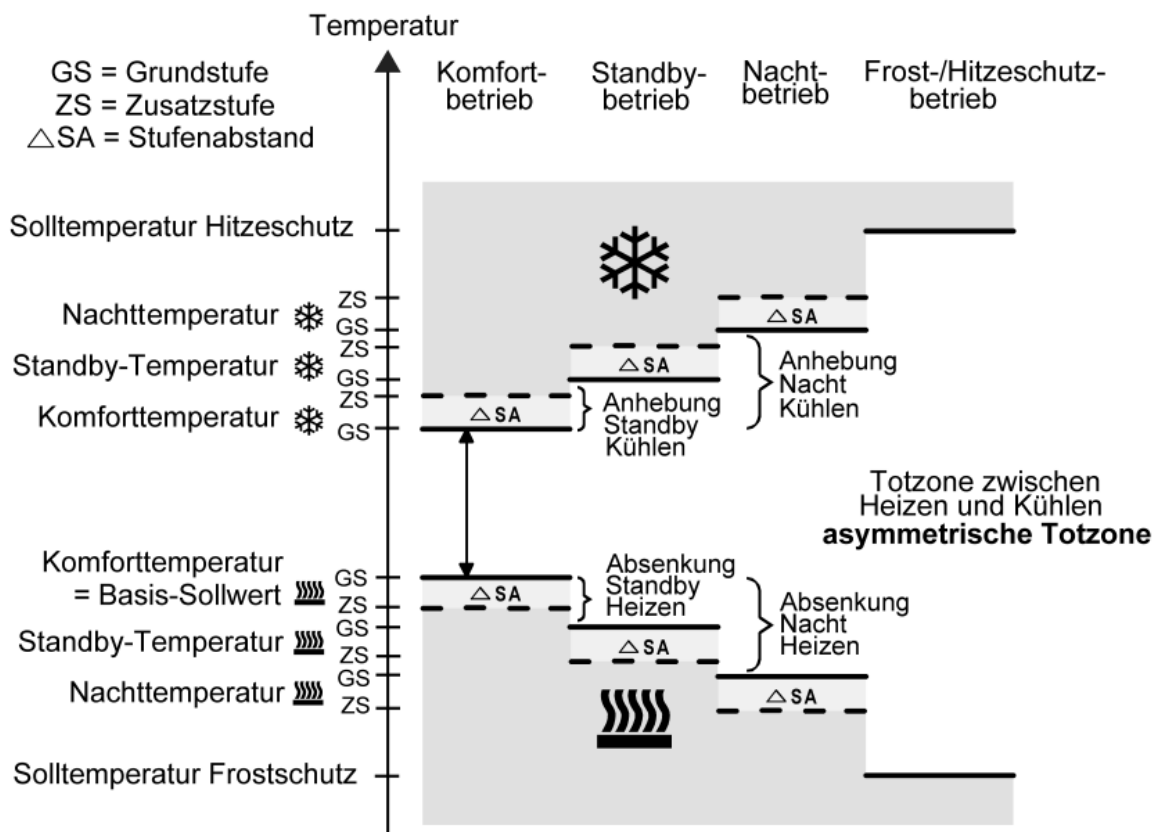 Temperatur
GS = Grundstufe
ZS = Zusatzstufe
△SA = Stufenabstand
Komfort-
betrieb
Standby-
betrieb
Nacht-
betrieb
Frost-/Hitzeschutz-
betrieb
Solltemperatur Hitzeschutz
Nachttemperatur
ZS
GS
△SA
Standby-Temperatur
ZS
GS
△SA
Komforttemperatur
ZS
GS
△SA
Anhebung
Standby
Kühlen
Anhebung
Nacht
Kühlen
Totzone zwischen
Heizen und Kühlen
asymmetrische Totzone
Komforttemperatur
= Basis-Sollwert
GS
ZS
△SA
Absenkung
Standby
Heizen
Absenkung
Nacht
Heizen
Standby-Temperatur
GS
ZS
△SA
Nachttemperatur
GS
ZS
△SA
Solltemperatur Frostschutz